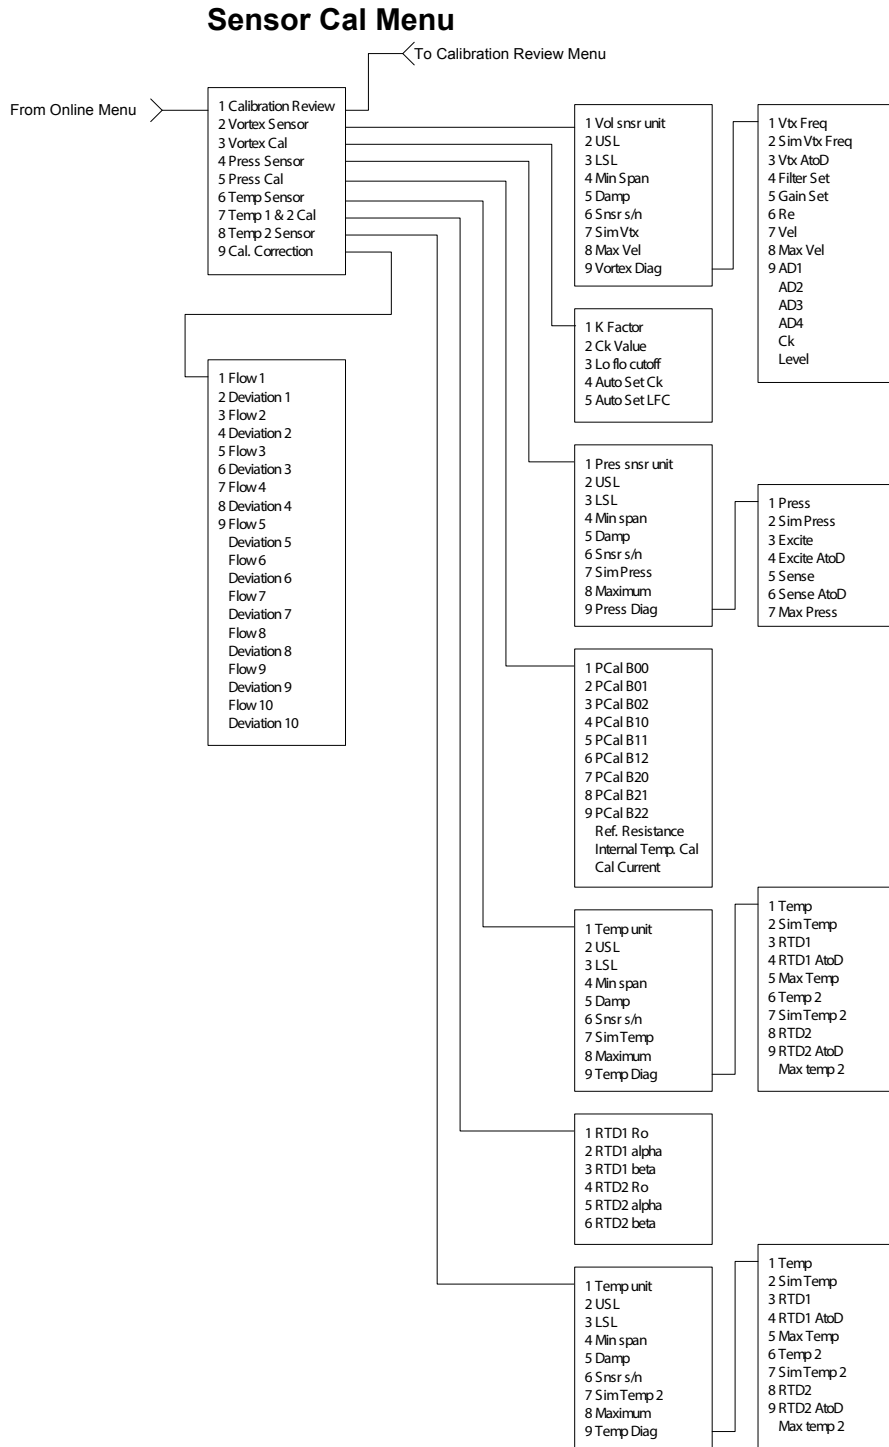 Sensor Cal Menu
To Calibration Review Menu
From Online Menu
1 Calibration Review
2 Vortex Sensor
3 Vortex Cal
4 Press Sensor
5 Press Cal
6 Temp Sensor
7 Temp 1 & 2 Cal
8 Temp 2 Sensor
9 Cal. Correction
1 Flow 1
2 Deviation 1
3 Flow 2
4 Deviation 2
5 Flow 3
6 Deviation 3
7 Flow 4
8 Deviation 4
9 Flow 5
Deviation 5
Flow 6
Deviation 6
Flow 7
Deviation 7
Flow 8
Deviation 8
Flow 9
Deviation 9
Flow 10
Deviation 10
1 Vol snsr unit
2 USL
3 LSL
4 Min Span
5 Damp
6 Snsr s/n
7 Sim Vtx
8 Max Vel
9 Vortex Diag
1 Vtx Freq
2 Sim Vtx Freq
3 Vtx AtoD
4 Filter Set
5 Gain Set
6 Re
7 Vel
8 Max Vel
9 AD1
AD2
AD3
AD4
Ck
Level
1 K Factor
2 Ck Value
3 Lo flo cutoff
4 Auto Set Ck
5 Auto Set LFC
1 Pres snsr unit
2 USL
3 LSL
4 Min span
5 Damp
6 Snsr s/n
7 Sim Press
8 Maximum
9 Press Diag
1 Press
2 Sim Press
3 Excite
4 Excite AtoD
5 Sense
6 Sense AtoD
7 Max Press
1 PCal B00
2 PCal B01
3 PCal B02
4 PCal B10
5 PCal B11
6 PCal B12
7 PCal B20
8 PCal B21
9 PCal B22
Ref. Resistance
Internal Temp. Cal
Cal Current
1 Temp unit
2 USL
3 LSL
4 Min span
5 Damp
6 Snsr s/n
7 Sim Temp
8 Maximum
9 Temp Diag
1 Temp
2 Sim Temp
3 RTD1
4 RTD1 AtoD
5 Max Temp
6 Temp 2
7 Sim Temp 2
8 RTD2
9 RTD2 AtoD
Max temp 2
1 RTD1 Ro
2 RTD1 alpha
3 RTD1 beta
4 RTD2 Ro
5 RTD2 alpha
6 RTD2 beta
1 Temp unit
2 USL
3 LSL
4 Min span
5 Damp
6 Snsr s/n
7 Sim Temp 2
8 Maximum
9 Temp Diag
1 Temp
2 Sim Temp
3 RTD1
4 RTD1 AtoD
5 Max Temp
6 Temp 2
7 Sim Temp 2
8 RTD2
9 RTD2 AtoD
Max temp 2